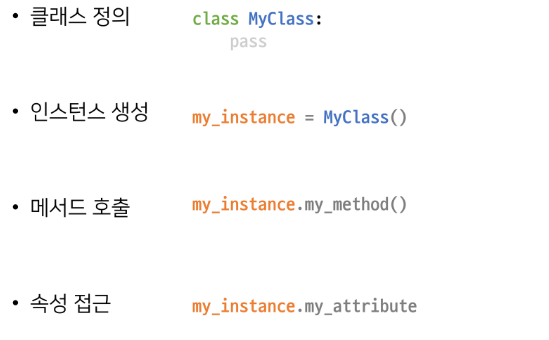 • 클래스 정의
class MyClass:
    pass
• 인스턴스 생성
my_instance = MyClass()
• 메서드 호출
my_instance.my_method()
• 속성 접근
my_instance.my_attribute